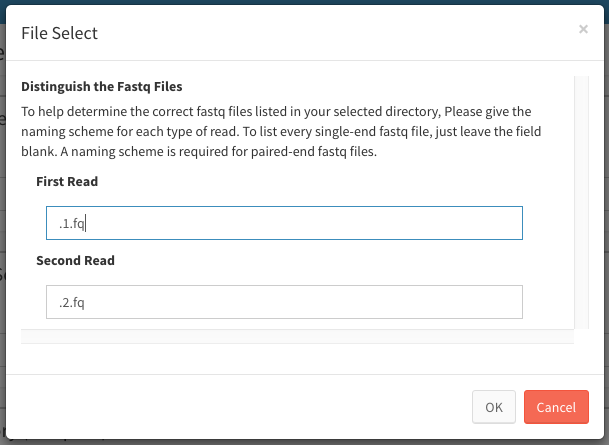 File Select
×
Distinguish the Fastq Files
To help determine the correct fastq files listed in your selected directory, Please give the
naming scheme for each type of read. To list every single-end fastq file, just leave the field
blank. A naming scheme is required for paired-end fastq files.
First Read
.1.fq
Second Read
.2.fq
OK
Cancel